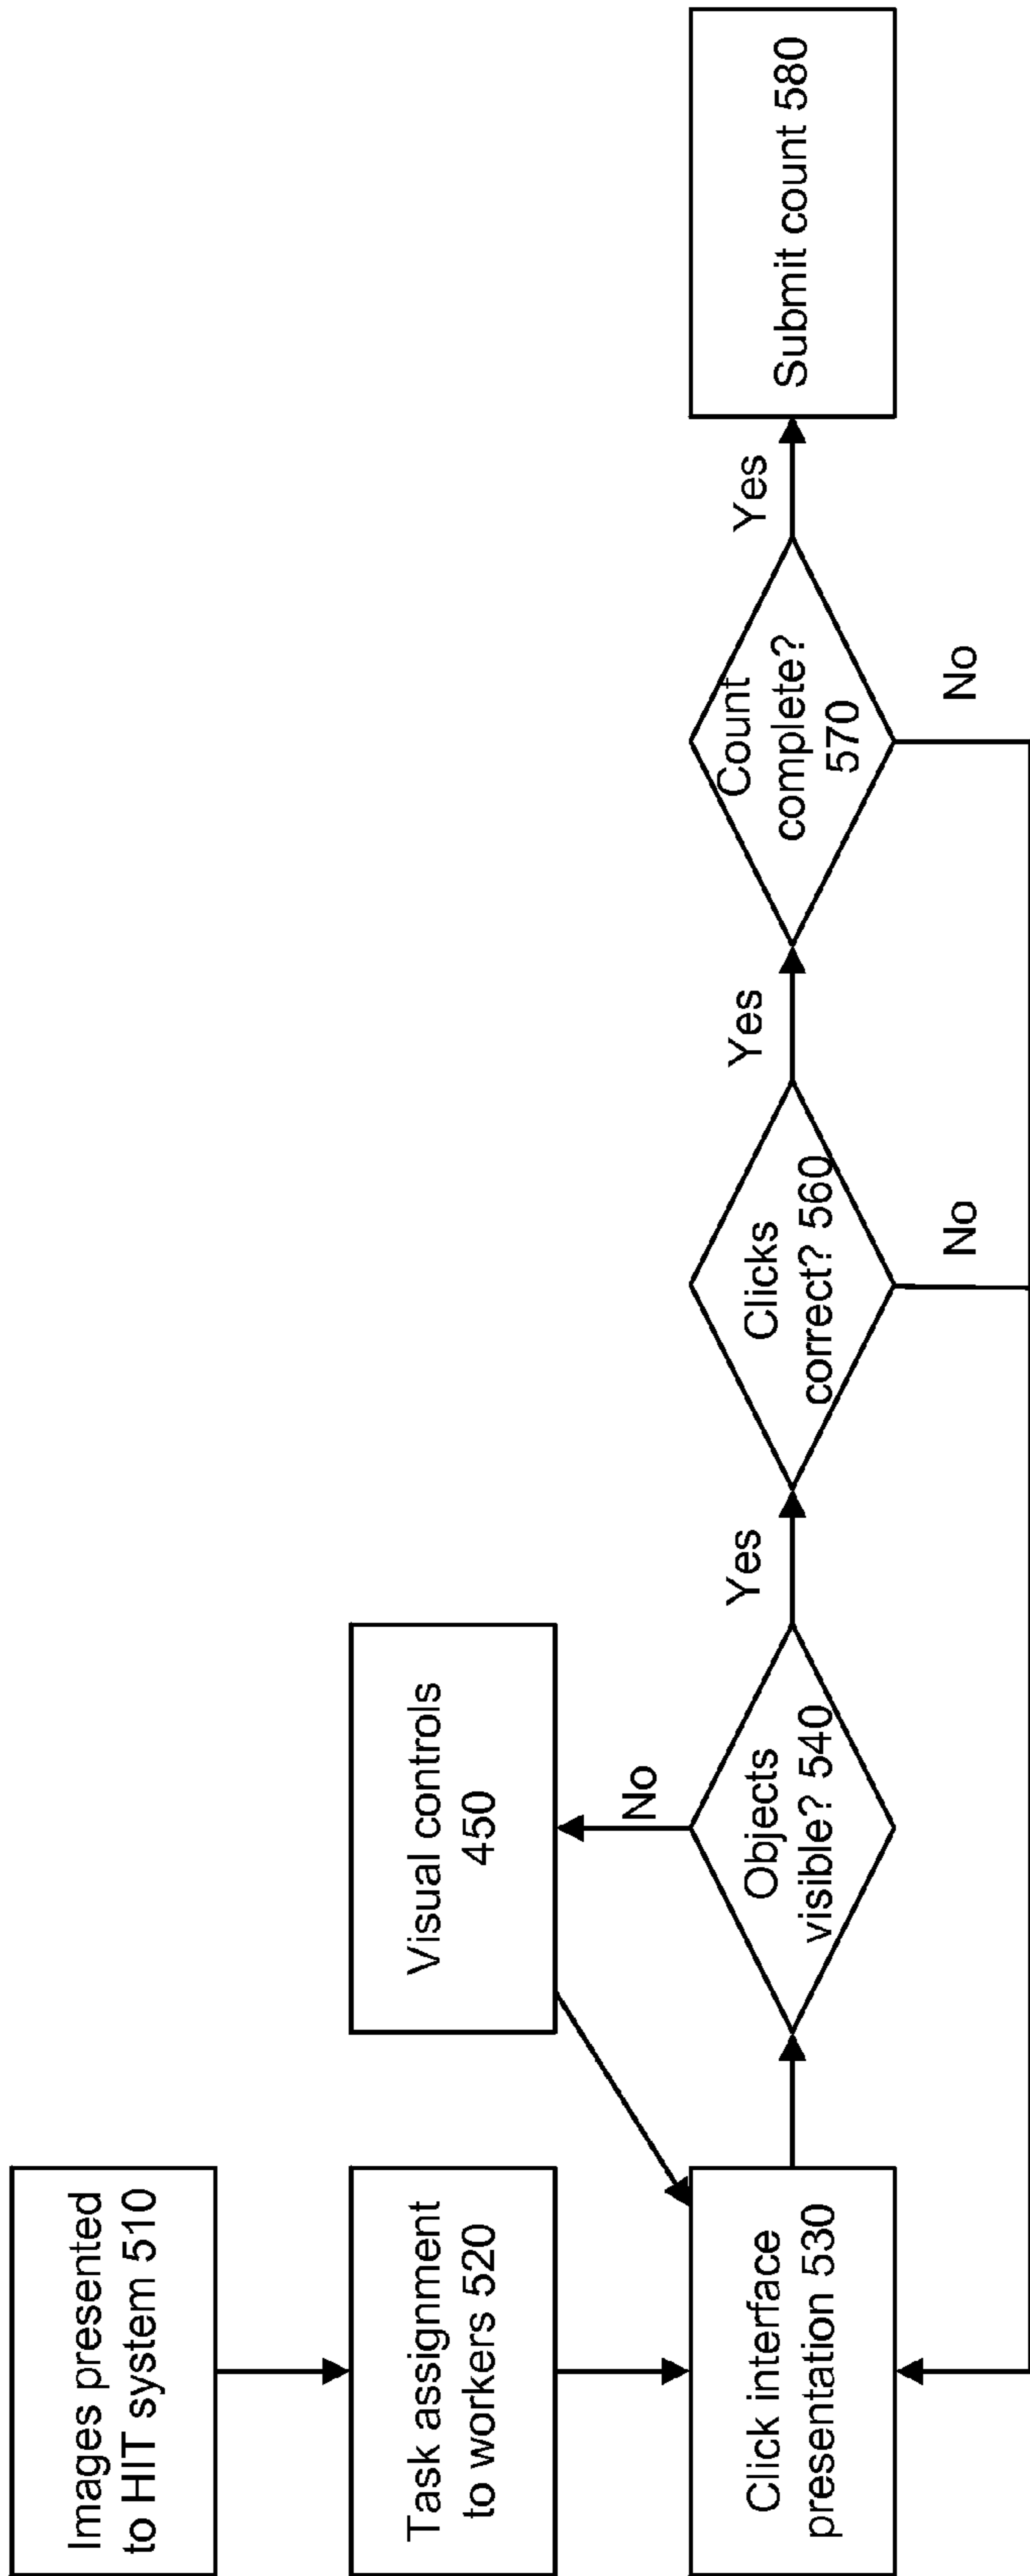 Images presented
to HIT system 510
Task assignment
to workers 520
Click interface
presentation 530
Visual controls
450
No
Objects
visible? 540
Yes
Clicks
correct? 560
No
Yes
Count
complete?
570
No
Yes
Submit count 580